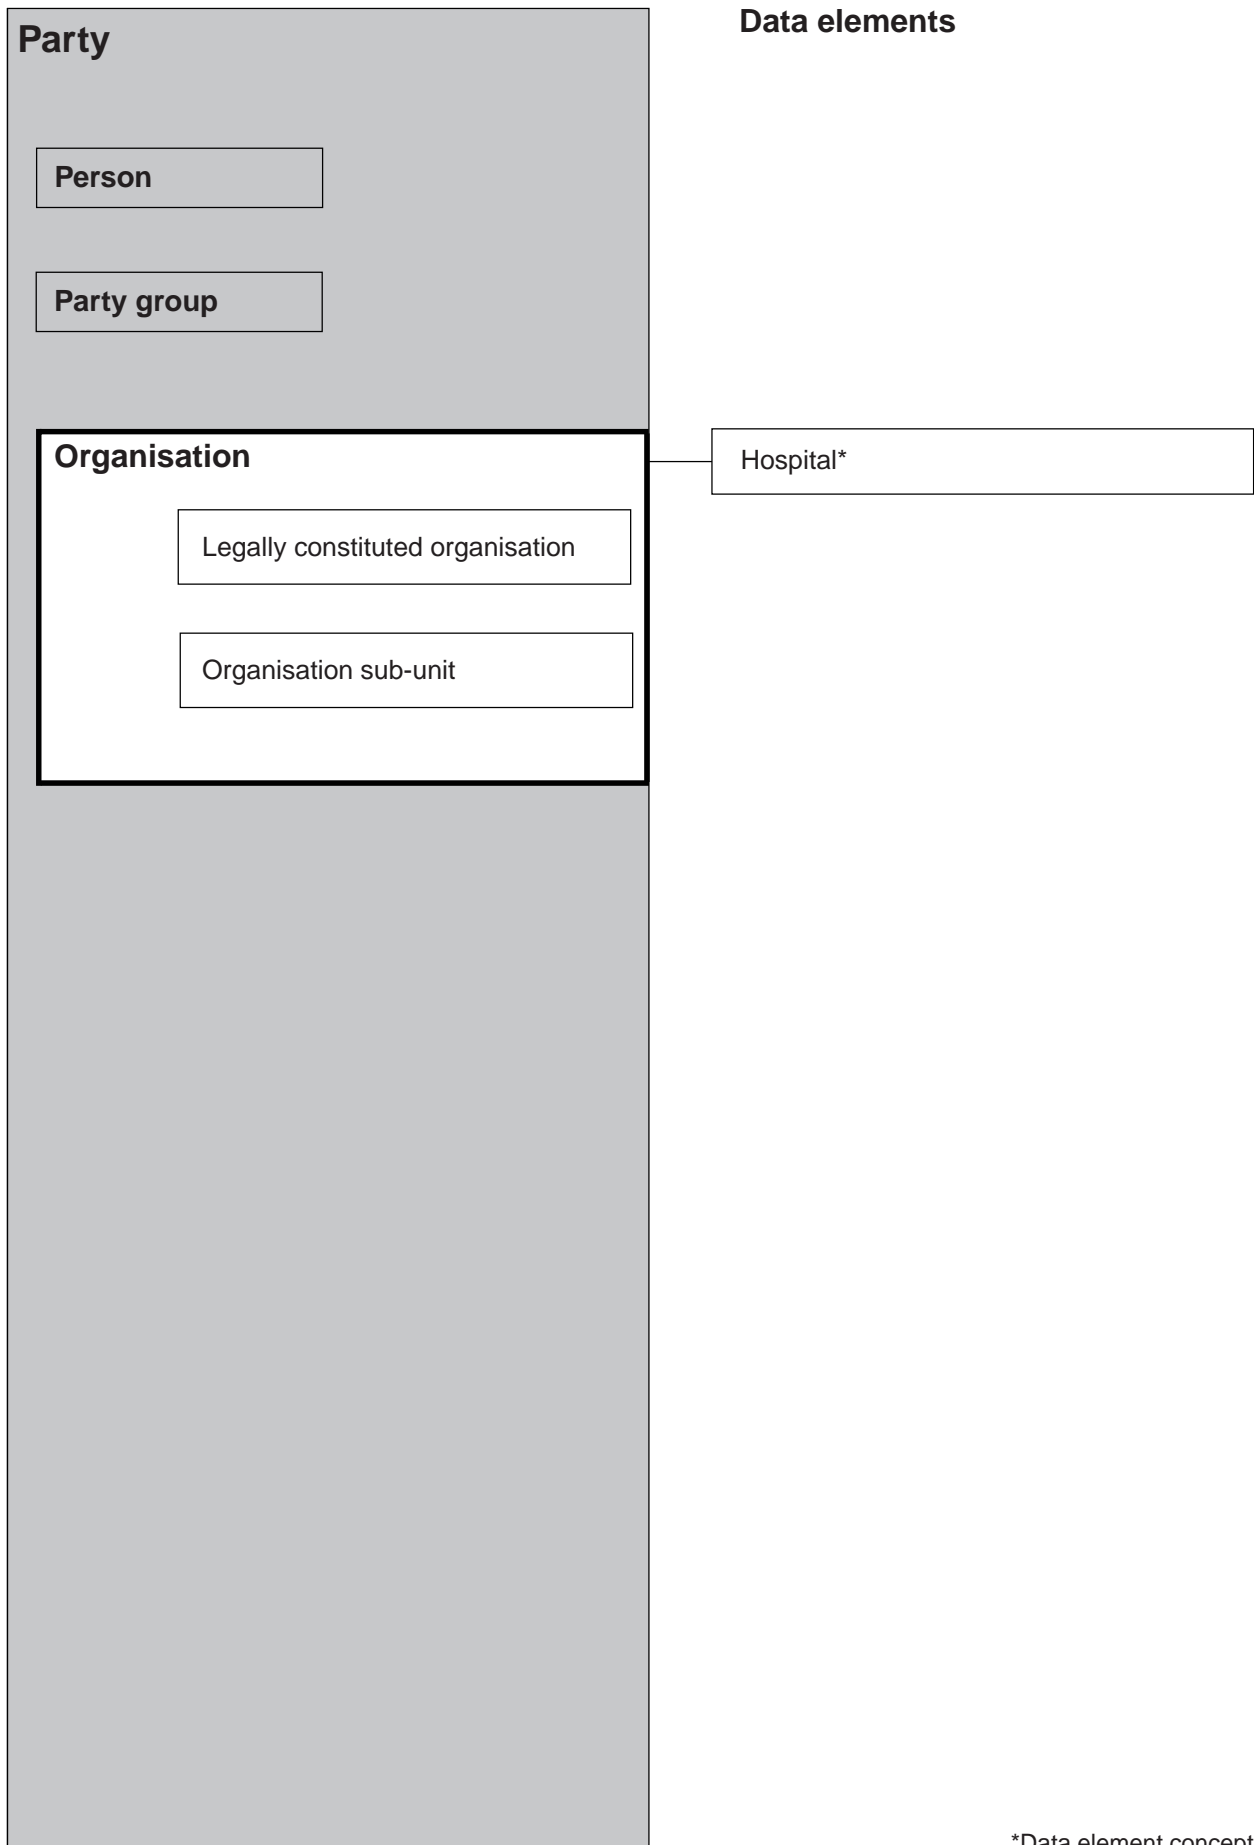 Party
Data elements
Person
Party group
Organisation
Hospital*
Legally constituted organisation
Organisation sub-unit
*Data element concept